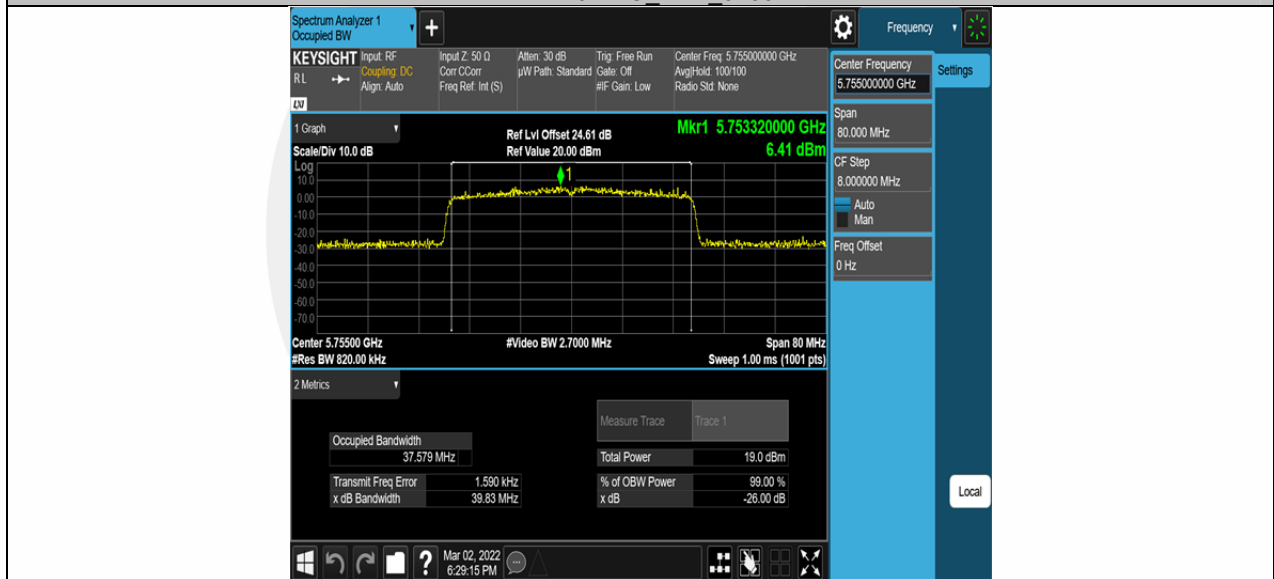 Spectrum Analyzer 1
Occupied BW
+
Frequency
KEYSIGHT
RL
LXI
Input: RF
Coupling: DC
Align: Auto
Input Z: 50 Ω
Corr CCorr
Freq Ref: Int (S)
Atten: 30 dB
µW Path: Standard
Trig: Free Run
Gate: Off
#IF Gain: Low
Center Freq: 5.755000000 GHz
Avg|Hold: 100/100
Radio Std: None
Center Frequency
5.755000000 GHz
Settings
Span
80.000 MHz
CF Step
8.000000 MHz
Auto
Man
Freq Offset
0 Hz
Local
1 Graph
Scale/Div 10.0 dB
Ref Lvl Offset 24.61 dB
Ref Value 20.00 dBm
Mkr1 5.753320000 GHz
6.41 dBm
Log
10.0
0.00
-10.0
-20.0
-30.0
-40.0
-50.0
-60.0
-70.0
1
Center 5.75500 GHz
#Res BW 820.00 kHz
#Video BW 2.7000 MHz
Span 80 MHz
Sweep 1.00 ms (1001 pts)
2 Metrics
Measure Trace Trace 1
Occupied Bandwidth
37.579 MHz
Total Power 19.0 dBm
Transmit Freq Error 1.590 kHz
% of OBW Power 99.00 %
x dB Bandwidth 39.83 MHz
x dB -26.00 dB
?
Mar 02, 2022
6:29:15 PM